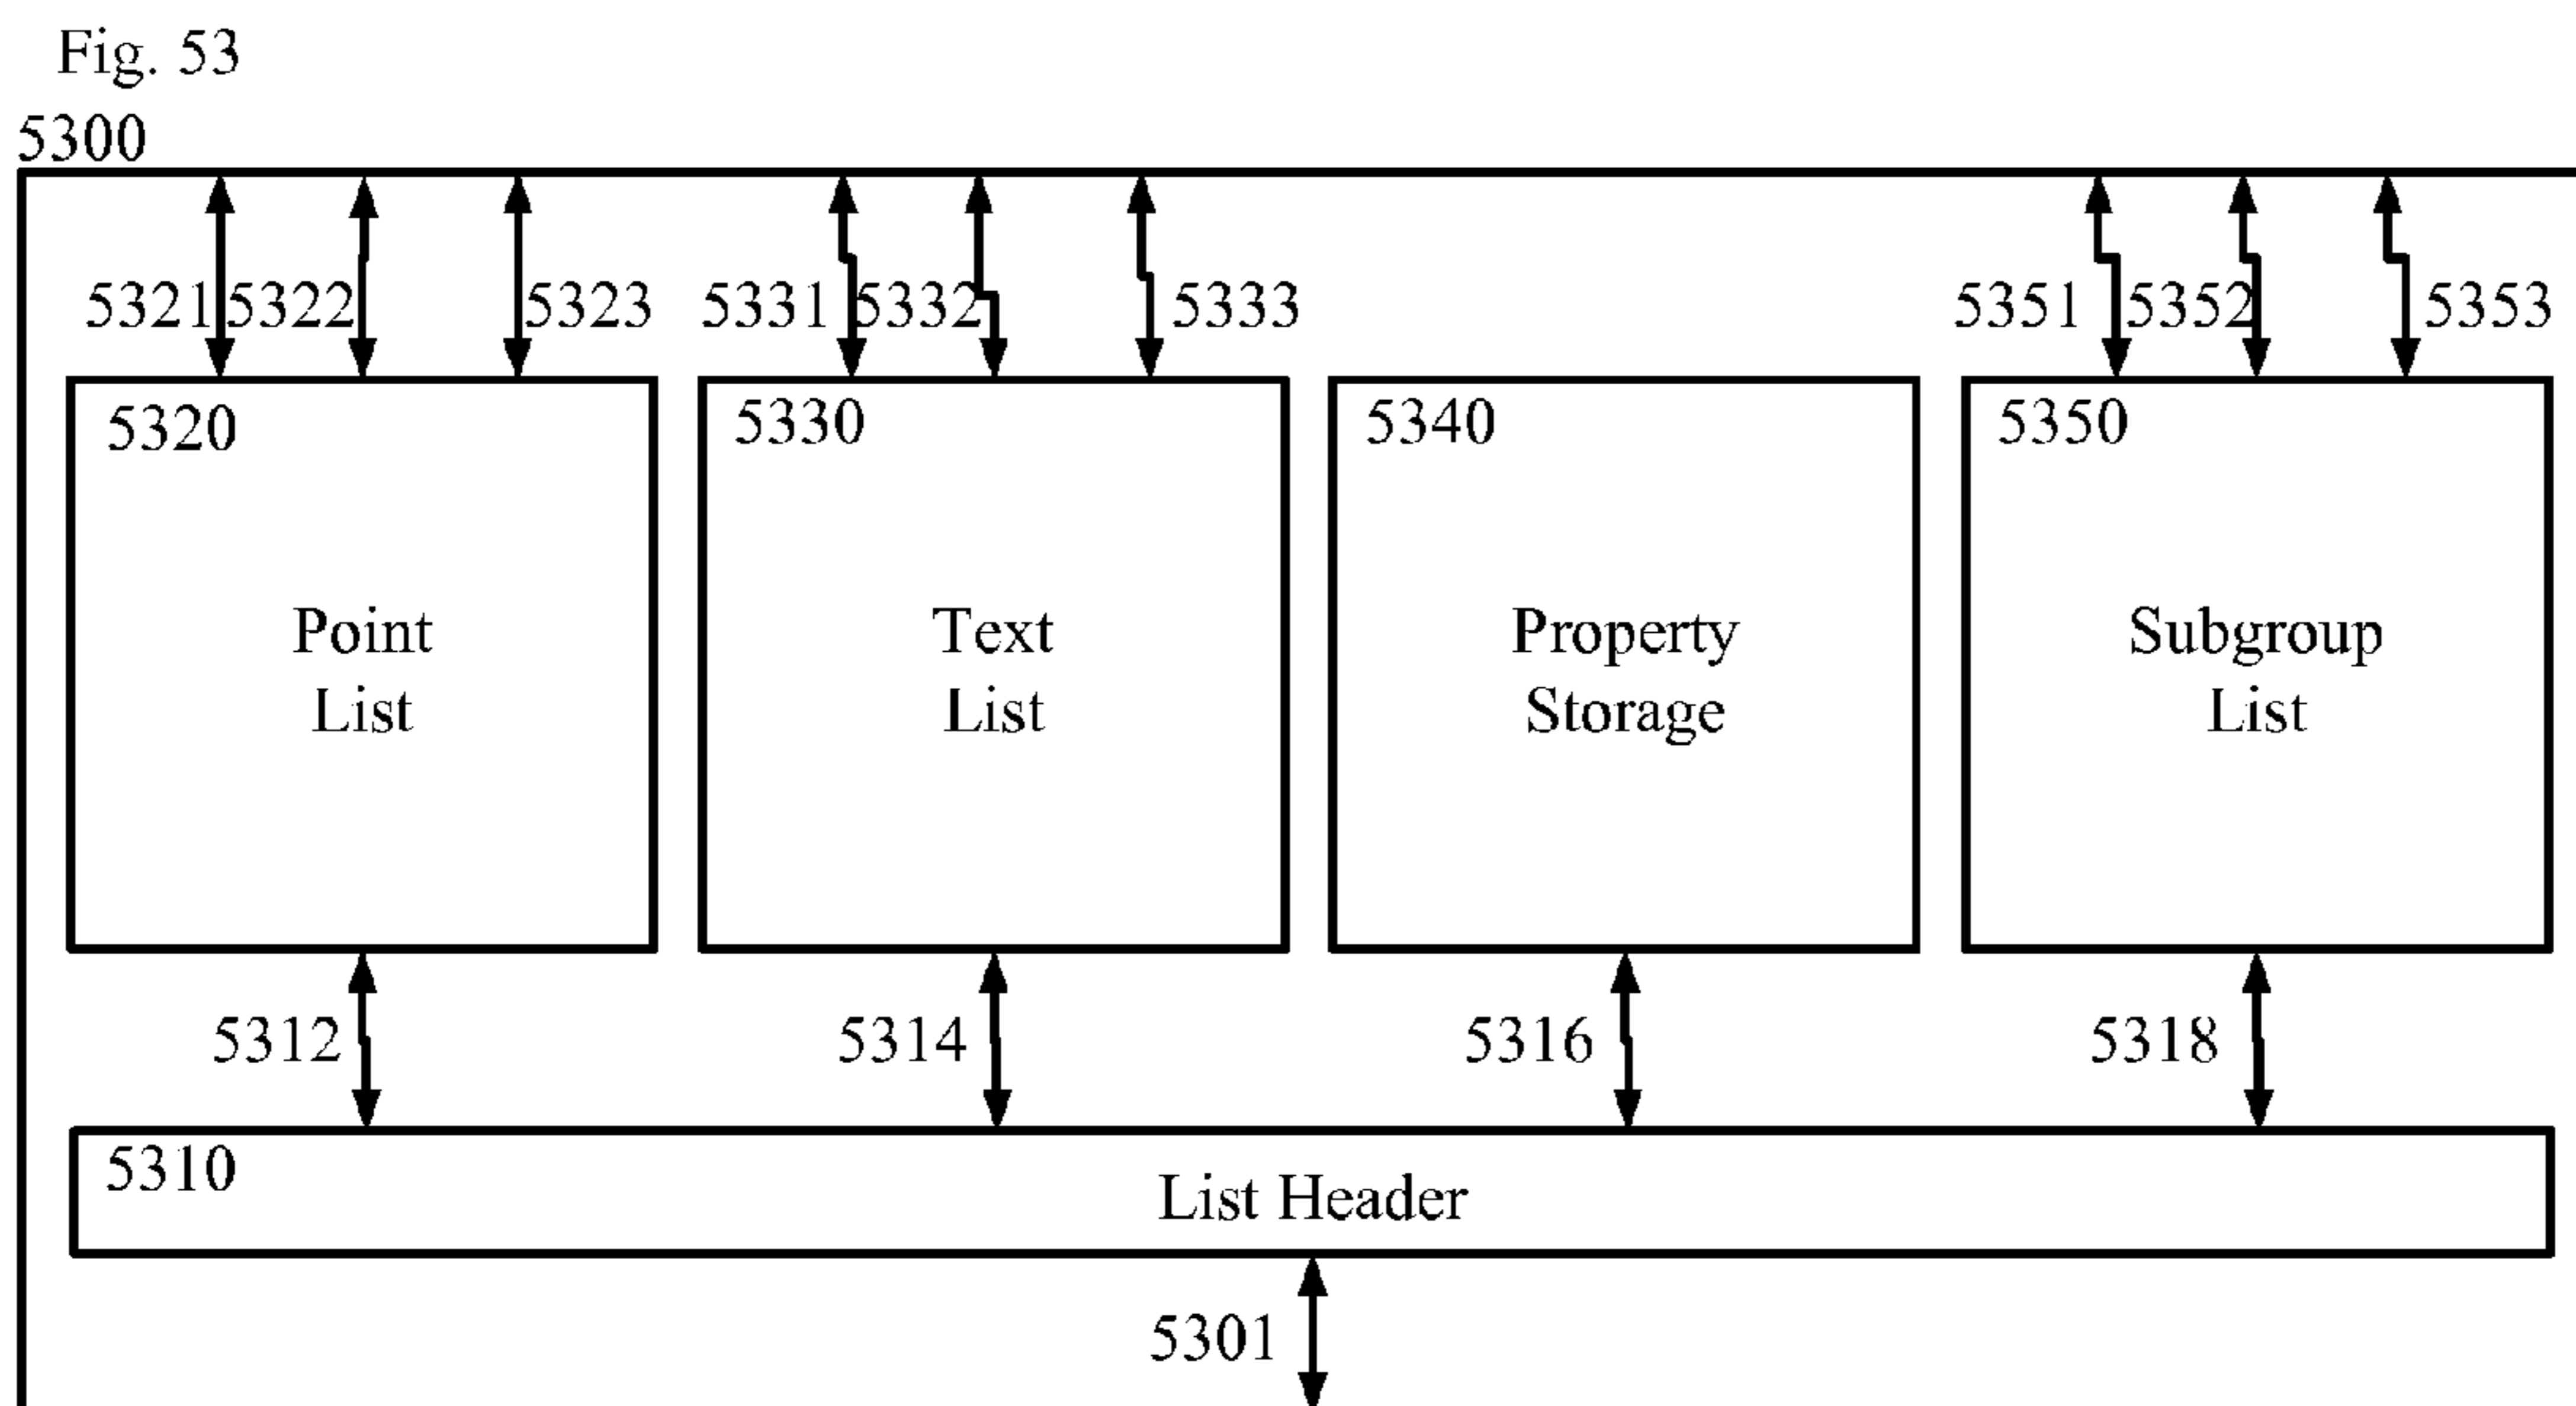 Fig. 53
5300
5321 5322 5323 5331 5332 5333 5351 5352 5353
5320 5330 5340 5350
Point Text Property Subgroup
List List Storage List
5312 5314 5316 5318
5310
List Header
5301